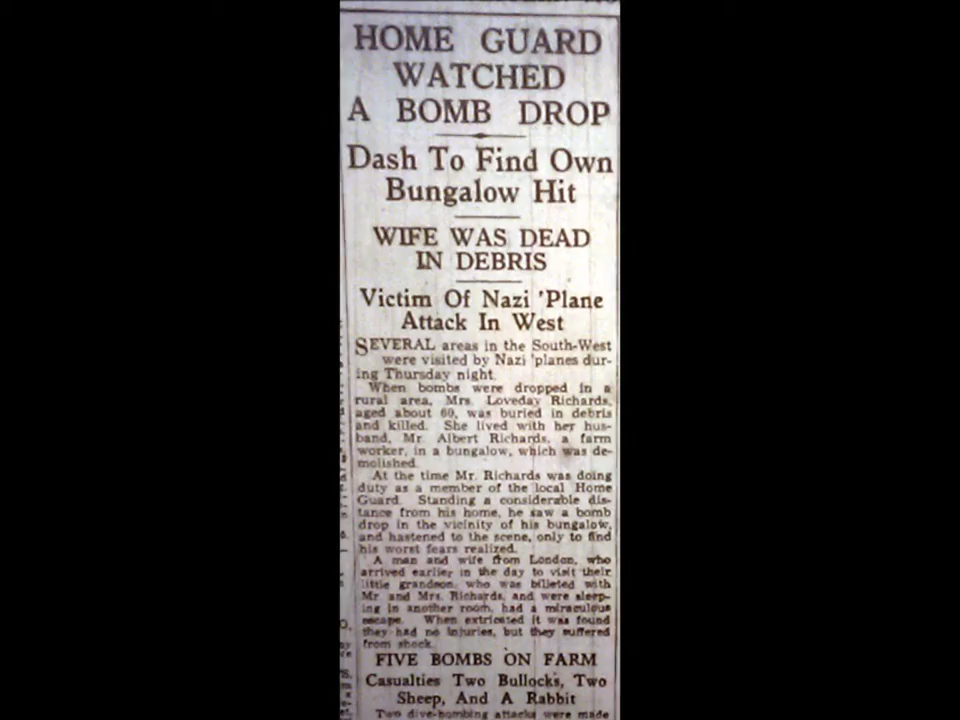 HOME GUARD
WATCHED
A BOMB DROP
Dash To Find Own
Bungalow Hit
WIFE WAS DEAD
IN DEBRIS
Victim Of Nazi 'Plane
Attack In West
SEVERAL areas in the South-West
were visited by Nazi 'planes dur-
ing Thursday night.
When bombs were dropped in a
rural area, Mrs. Loveday Richards,
aged about 60, was buried in debris
and killed. She lived with her hus-
band, Mr. Albert Richards, a farm
worker, in a bungalow, which was de-
molished.
At the time Mr. Richards was doing
duty as a member of the local Home
Guard. Standing a considerable dis-
tance from his home, he saw a bomb
drop in the vicinity of his bungalow,
and hastened to the scene, only to find
his worst fears realized.
A man and wife from London, who
arrived earlier in the day to visit their
little grandson, who was billeted with
Mr and Mrs. Richards, and were sleep-
ing in another room, had a miraculous
escape. When extricated it was found
they had no injuries, but they suffered
from shock.
FIVE BOMBS ON FARM
Casualties Two Bullocks, Two
Sheep, And A Rabbit
Two dive-bombing attacks were made